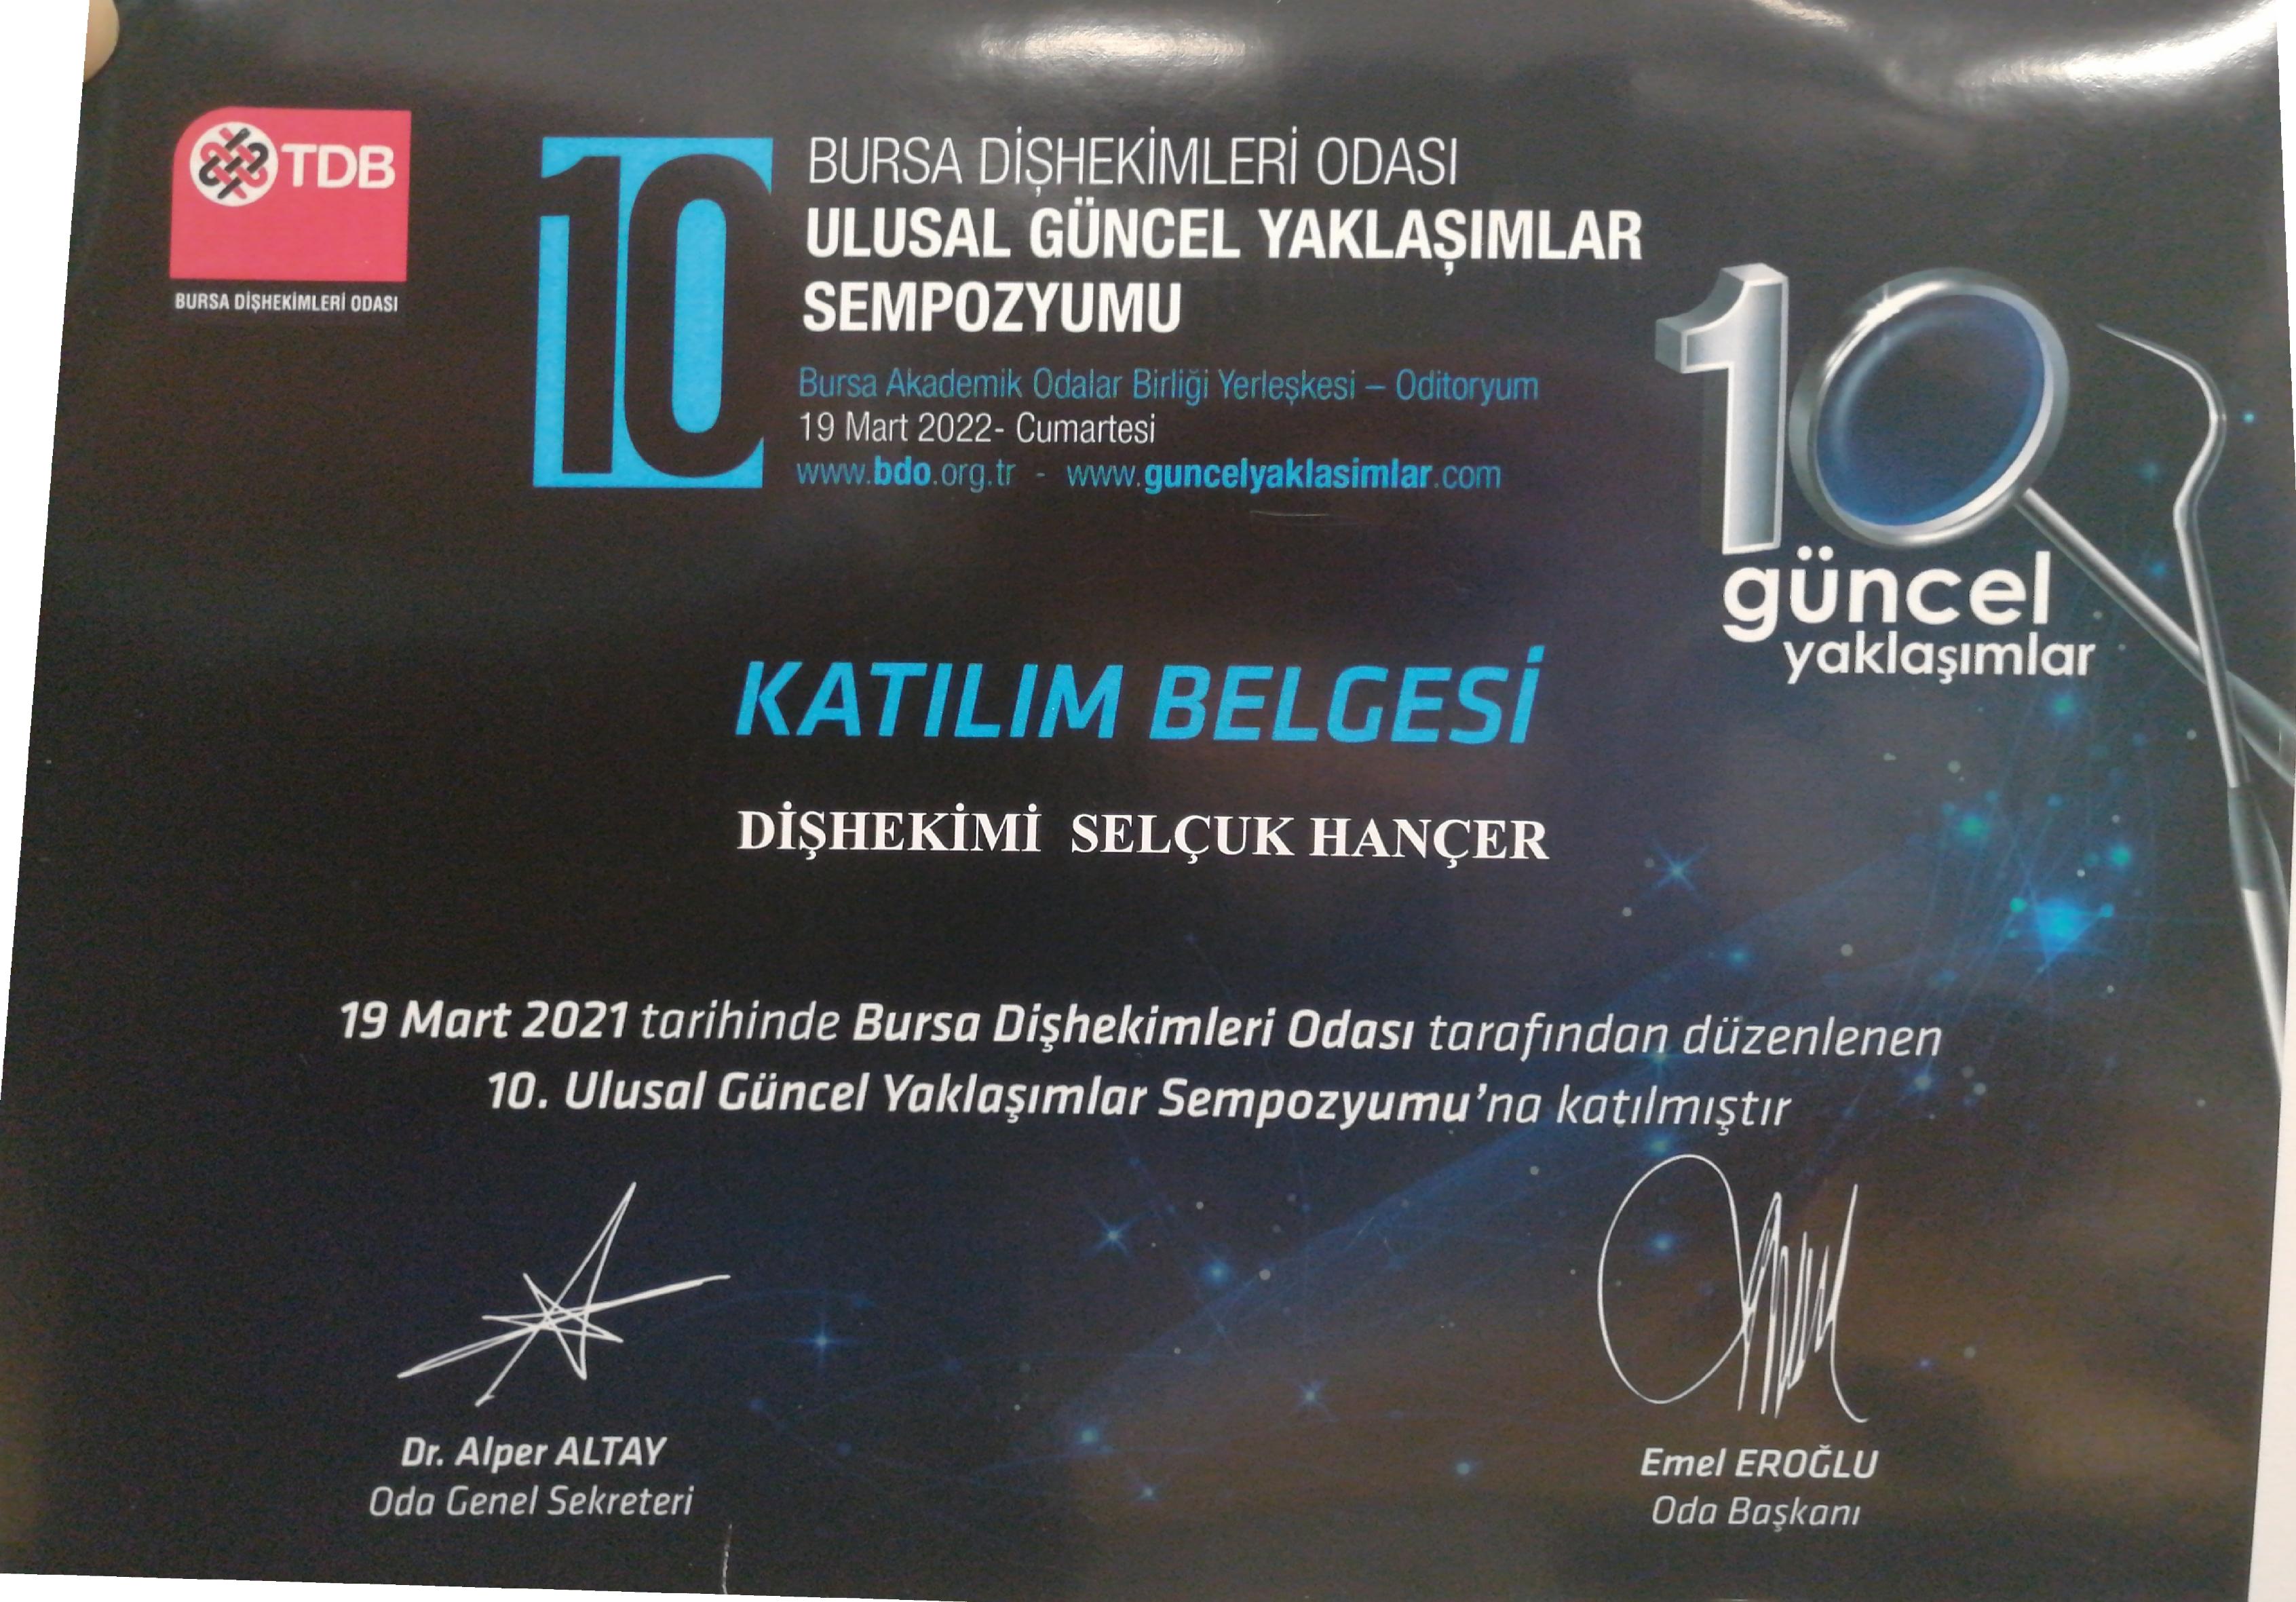 TDB
BURSA DİŞHEKİMLERİ ODASI
10
BURSA DİŞHEKİMLERİ ODASI
ULUSAL GÜNCEL YAKLAŞIMLAR
SEMPOZYUMU
Bursa Akademik Odalar Birliği Yerleşkesi – Oditoryum
19 Mart 2022- Cumartesi
www.bdo.org.tr - www.guncelyaklasimlar.com
10
güncel
yaklaşımlar
KATILIM BELGESİ
DİŞHEKİMİ SELÇUK HANÇER
19 Mart 2021 tarihinde Bursa Dişhekimleri Odası tarafından düzenlenen
10. Ulusal Güncel Yaklaşımlar Sempozyumu'na katılmıştır
Dr. Alper ALTAY
Oda Genel Sekreteri
Emel EROĞLU
Oda Başkanı